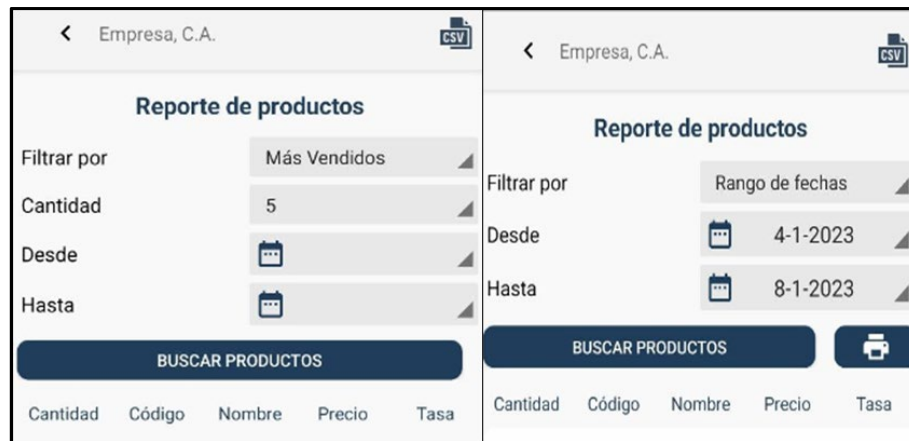 Empresa, C.A.
CSV
Reporte de productos
Filtrar por Más Vendidos
Cantidad 5
Desde
Hasta
BUSCAR PRODUCTOS
Cantidad Código Nombre Precio Tasa
Empresa, C.A.
CSV
Reporte de productos
Filtrar por Rango de fechas
Desde 4-1-2023
Hasta 8-1-2023
BUSCAR PRODUCTOS
Cantidad Código Nombre Precio Tasa